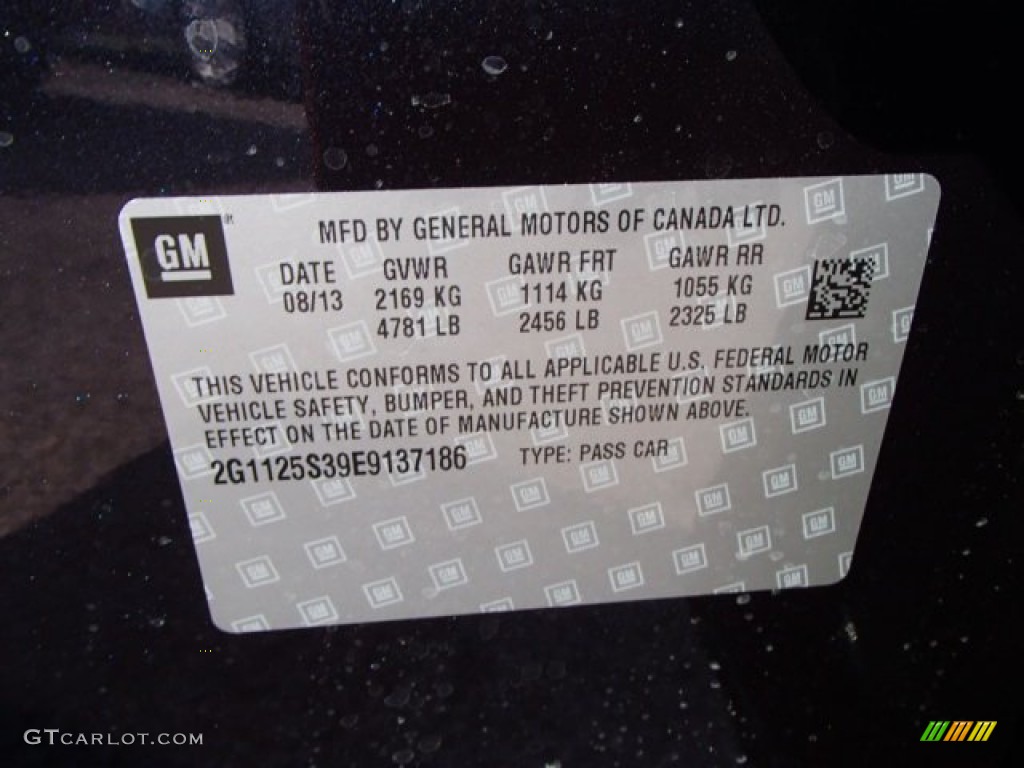 GM
MFD BY GENERAL MOTORS OF CANADA LTD.
DATE GVWR GAWR FRT GAWR RR
08/13 2169 KG 1114 KG 1055 KG
4781 LB 2456 LB 2325 LB
THIS VEHICLE CONFORMS TO ALL APPLICABLE U.S. FEDERAL MOTOR
VEHICLE SAFETY, BUMPER, AND THEFT PREVENTION STANDARDS IN
EFFECT ON THE DATE OF MANUFACTURE SHOWN ABOVE.
2G1125S39E9137186 TYPE: PASS CAR
GTCARLOT.COM